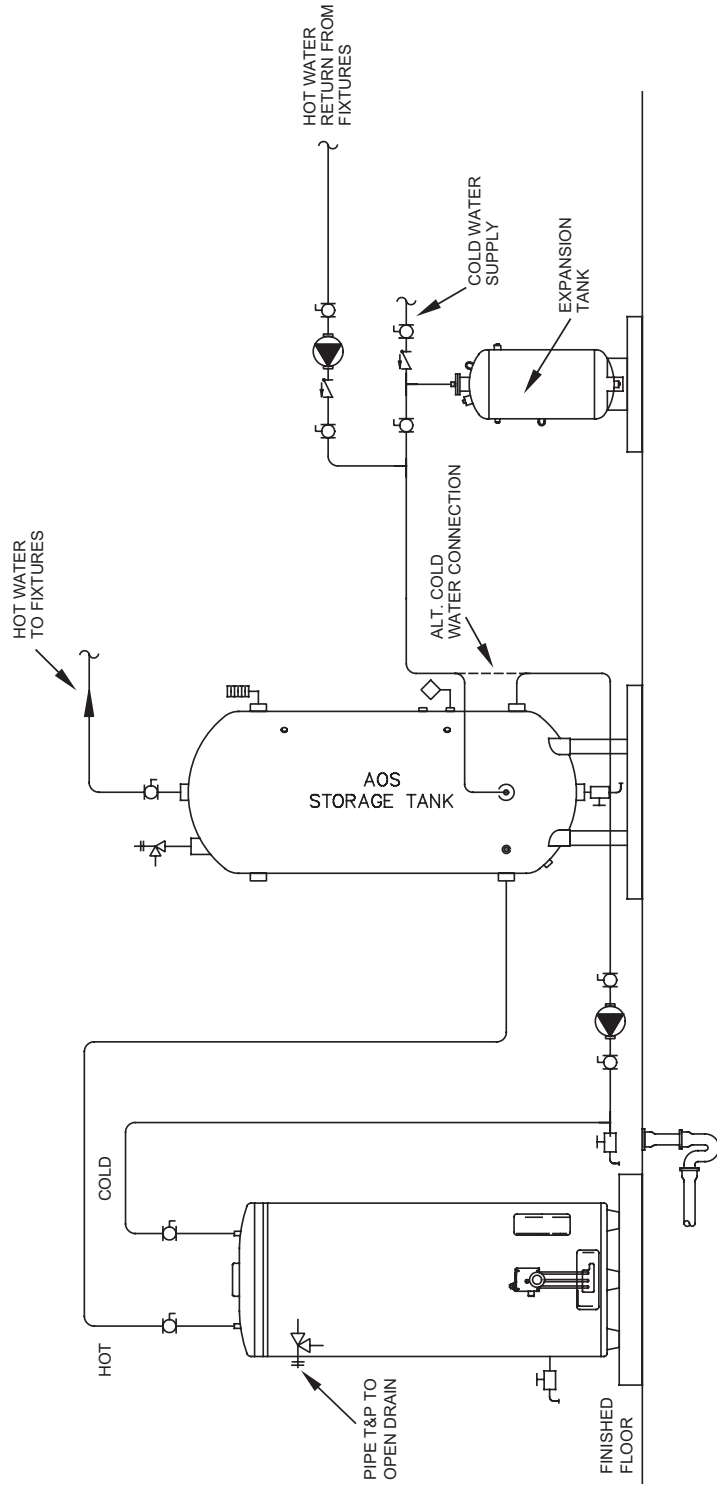 HOT
COLD
PIPE T&P TO
OPEN DRAIN
FINISHED
FLOOR
HOT WATER
TO FIXTURES
AOS
STORAGE TANK
ALT. COLD
WATER CONNECTION
HOT WATER
RETURN FROM
FIXTURES
COLD WATER
SUPPLY
EXPANSION
TANK